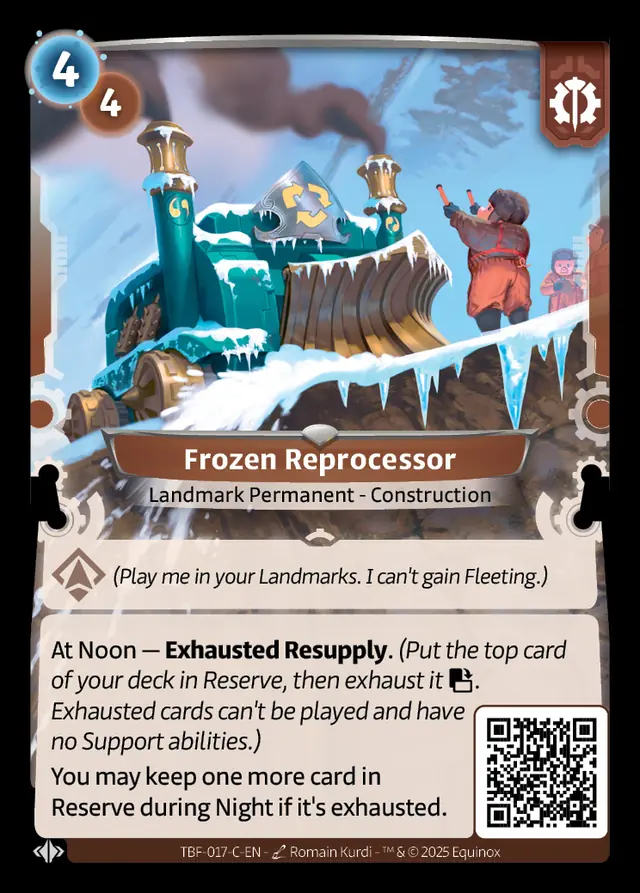 4
4
Frozen Reprocessor
Landmark Permanent - Construction
(Play me in your Landmarks. I can't gain Fleeting.)
At Noon — Exhausted Resupply. (Put the top card
of your deck in Reserve, then exhaust it .
Exhausted cards can't be played and have
no Support abilities.)
You may keep one more card in
Reserve during Night if it's exhausted.
TBF-017-C-EN - Romain Kurdi - ™ & © 2025 Equinox